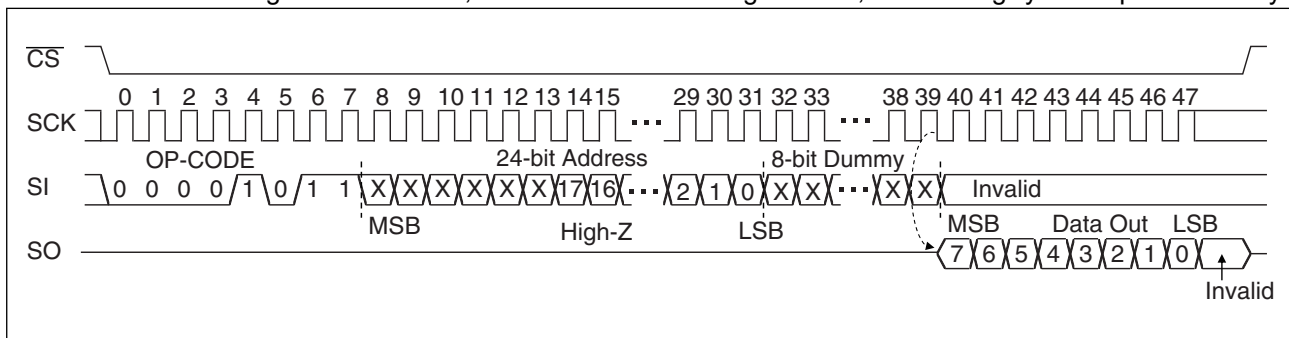 CS
0 1 2 3 4 5 6 7 8 9 10 11 12 13 14 15 29 30 31 32 33 38 39 40 41 42 43 44 45 46 47
SCK
OP-CODE 24-bit Address 8-bit Dummy
SI 0 0 0 0 1 0 1 1 X X X X X X 17 16 2 1 0 X X X X Invalid
MSB High-Z LSB MSB Data Out LSB
SO 7 6 5 4 3 2 1 0
Invalid